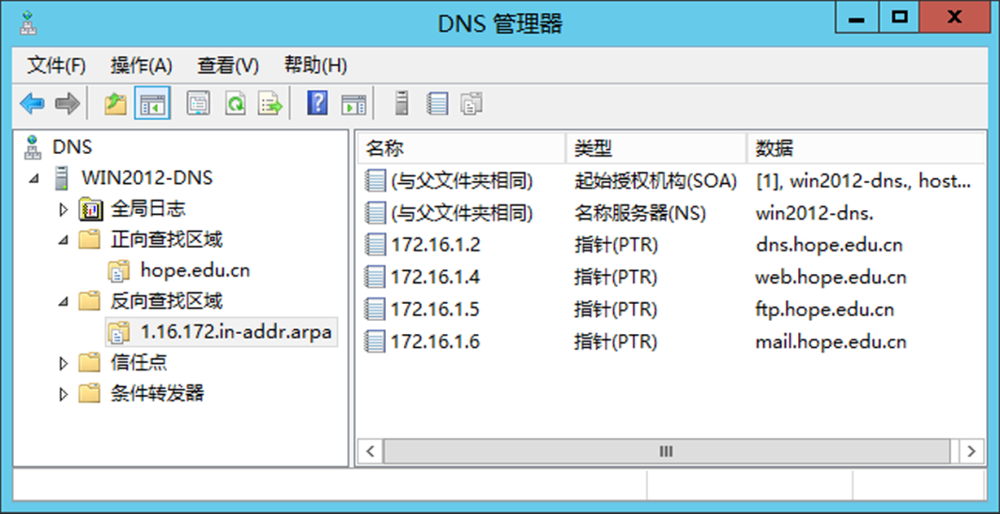 DNS 管理器
文件(F) 操作(A) 查看(V) 帮助(H)
DNS
WIN2012-DNS
全局日志
正向查找区域
hope.edu.cn
反向查找区域
1.16.172.in-addr.arpa
信任点
条件转发器
名称 类型 数据
(与父文件夹相同) 起始授权机构(SOA) [1], win2012-dns., host...
(与父文件夹相同) 名称服务器(NS) win2012-dns.
172.16.1.2 指针(PTR) dns.hope.edu.cn
172.16.1.4 指针(PTR) web.hope.edu.cn
172.16.1.5 指针(PTR) ftp.hope.edu.cn
172.16.1.6 指针(PTR) mail.hope.edu.cn